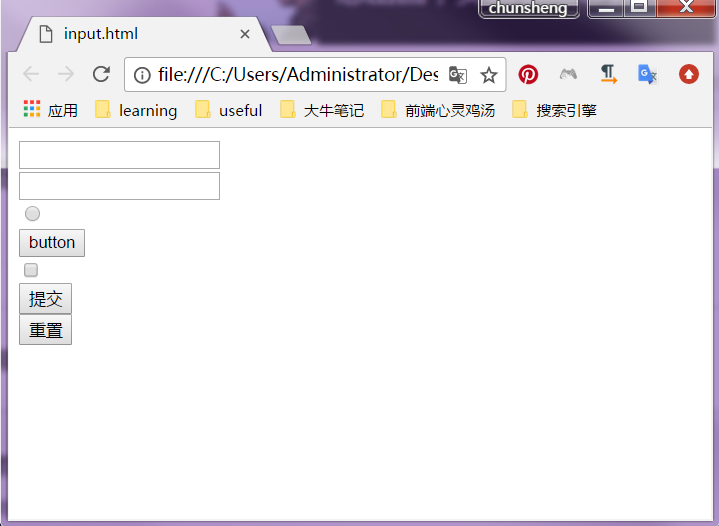 chunsheng
input.html
file:///C:/Users/Administrator/Des
应用 learning useful 大牛笔记 前端心灵鸡汤 搜索引擎
button
提交
重置